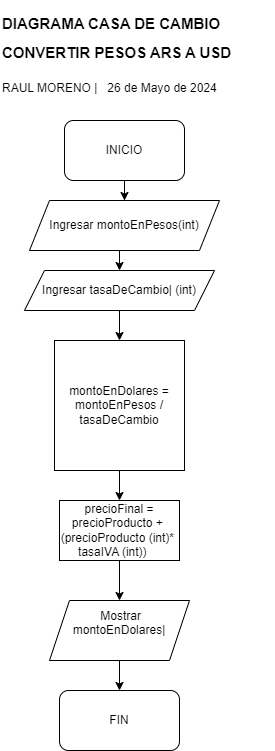 DIAGRAMA CASA DE CAMBIO
CONVERTIR PESOS ARS A USD
RAUL MORENO | 26 de Mayo de 2024
INICIO
Ingresar montoEnPesos(int)
Ingresar tasaDeCambio| (int)
montoEnDolares =
montoEnPesos /
tasaDeCambio
precioFinal =
precioProducto +
(precioProducto (int)*
tasaIVA (int))
Mostrar
montoEnDolares|
FIN